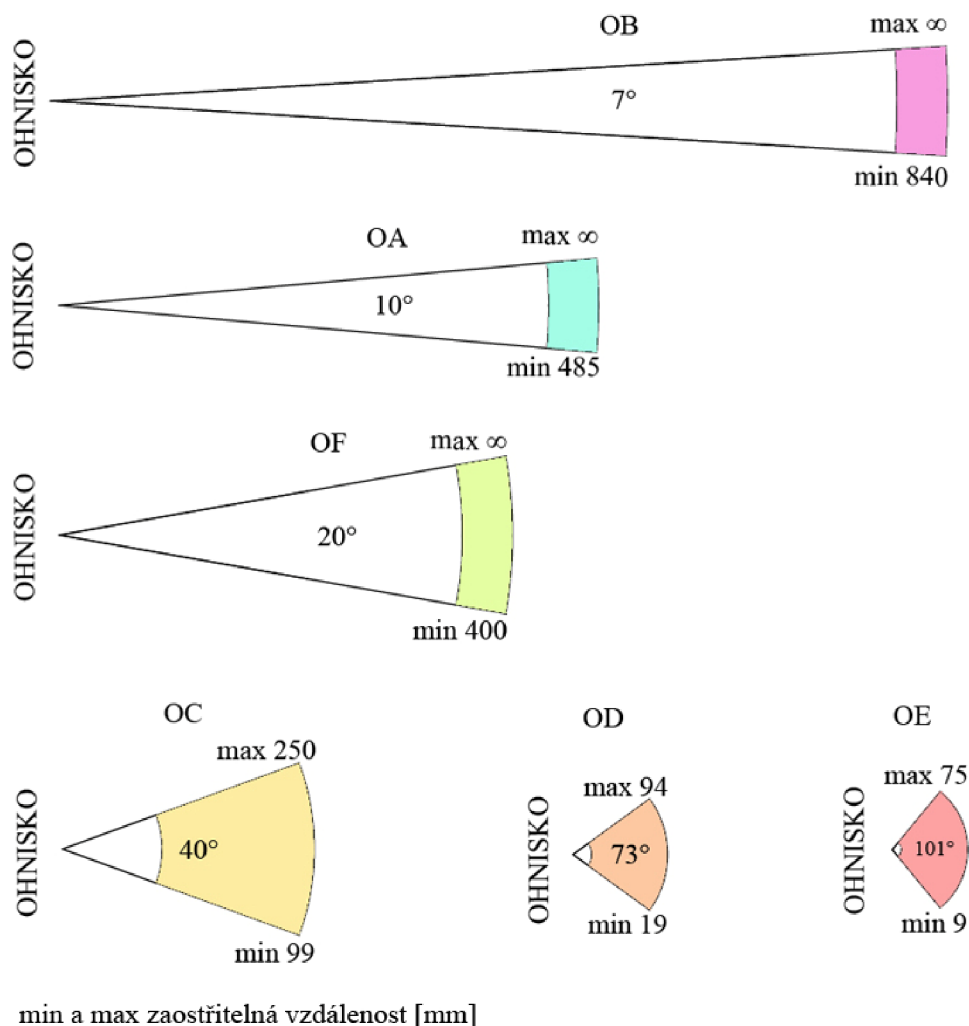 OB
max ∞
OHNISKO
7°
min 840
OA
max ∞
OHNISKO
10°
min 485
OF
max ∞
OHNISKO
20°
min 400
OC
max 250
OHNISKO
40°
min 99
OD
max 94
OHNISKO
73°
min 19
OE
max 75
OHNISKO
101°
min 9
min a max zaostřitelná vzdálenost [mm]